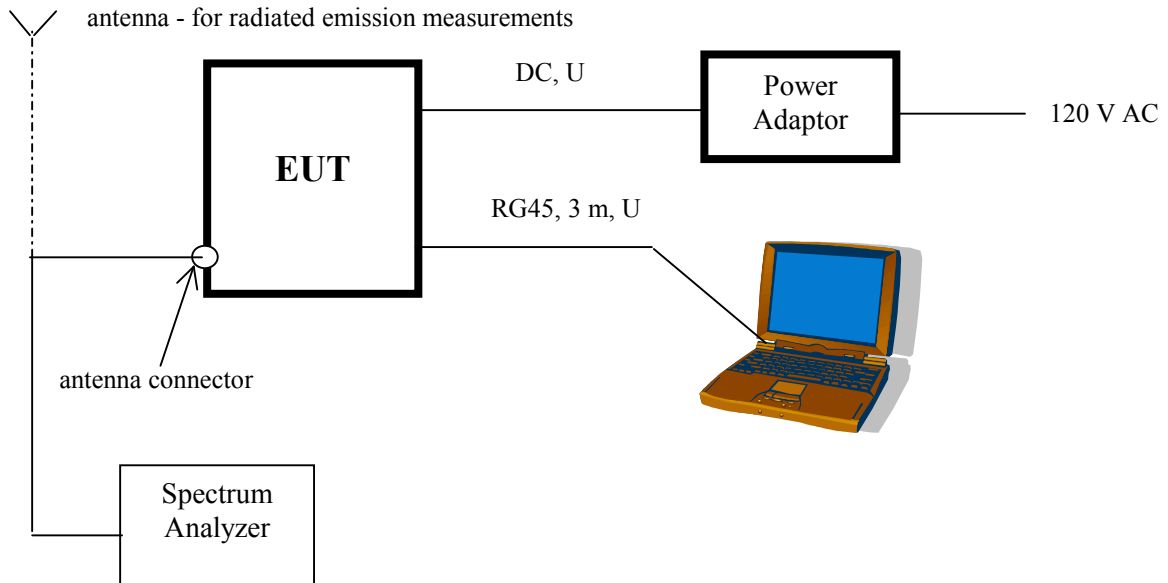 antenna - for radiated emission measurements
DC, U
Power
Adaptor
120 V AC
EUT
RG45, 3 m, U
antenna connector
Spectrum
Analyzer